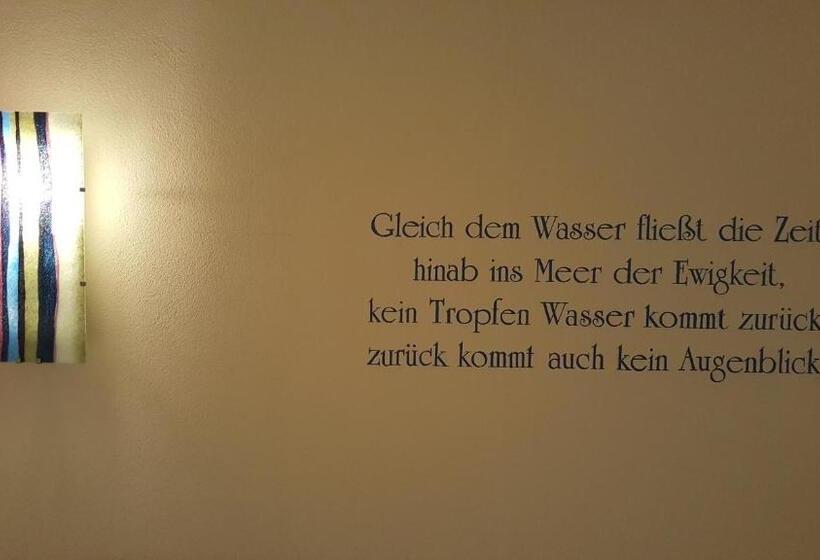 Gleich dem Wasser fließt die Zeit
hinab ins Meer der Ewigkeit,
kein Tropfen Wasser kommt zurück
zurück kommt auch kein Augenblick